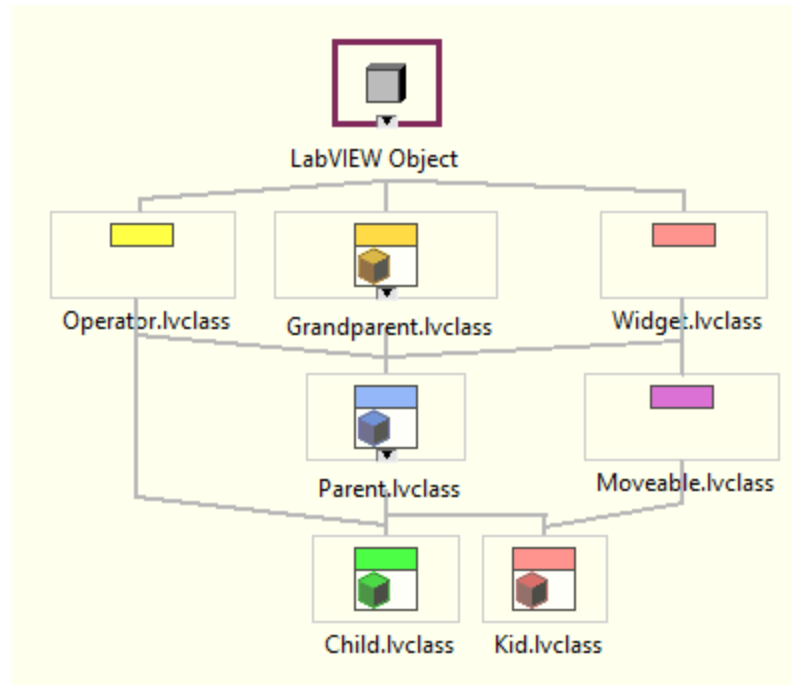 LabVIEW Object
Operator.lvclass
Grandparent.lvclass
Widget.lvclass
Parent.lvclass
Moveable.lvclass
Child.lvclass
Kid.lvclass